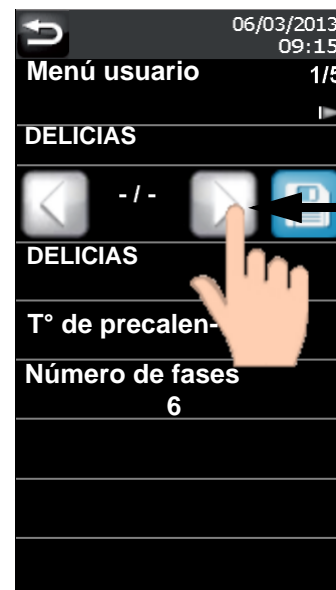 06/03/2013
09:15
Menú usuario 1/5
DELICIAS
- / -
DELICIAS
T° de precalen-
Número de fases
6